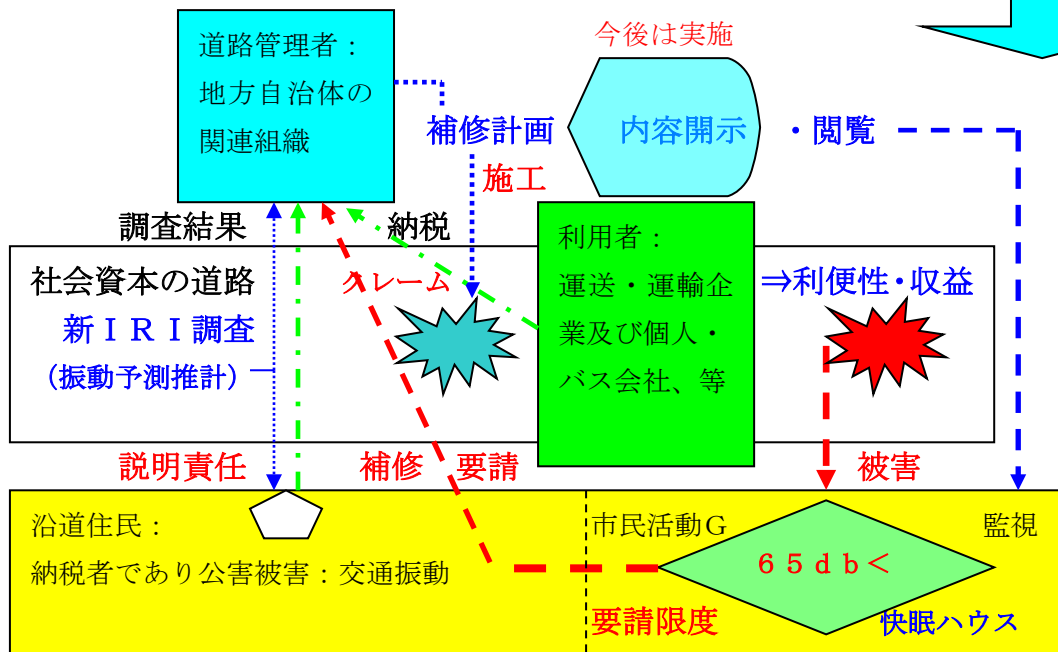 今後は実施
道路管理者：
地方自治体の
関連組織
補修計画
内容開示
・閲覧
施工
調査結果
納税
利用者：
運送・運輸企
業及び個人・
バス会社、等
社会資本の道路
クレーム
⇒利便性・収益
新ＩＲＩ調査
（振動予測推計）
説明責任
補修
要請
被害
沿道住民：
納税者であり公害被害：交通振動
市民活動G
監視
６５ｄｂ＜
要請限度
快眠ハウス